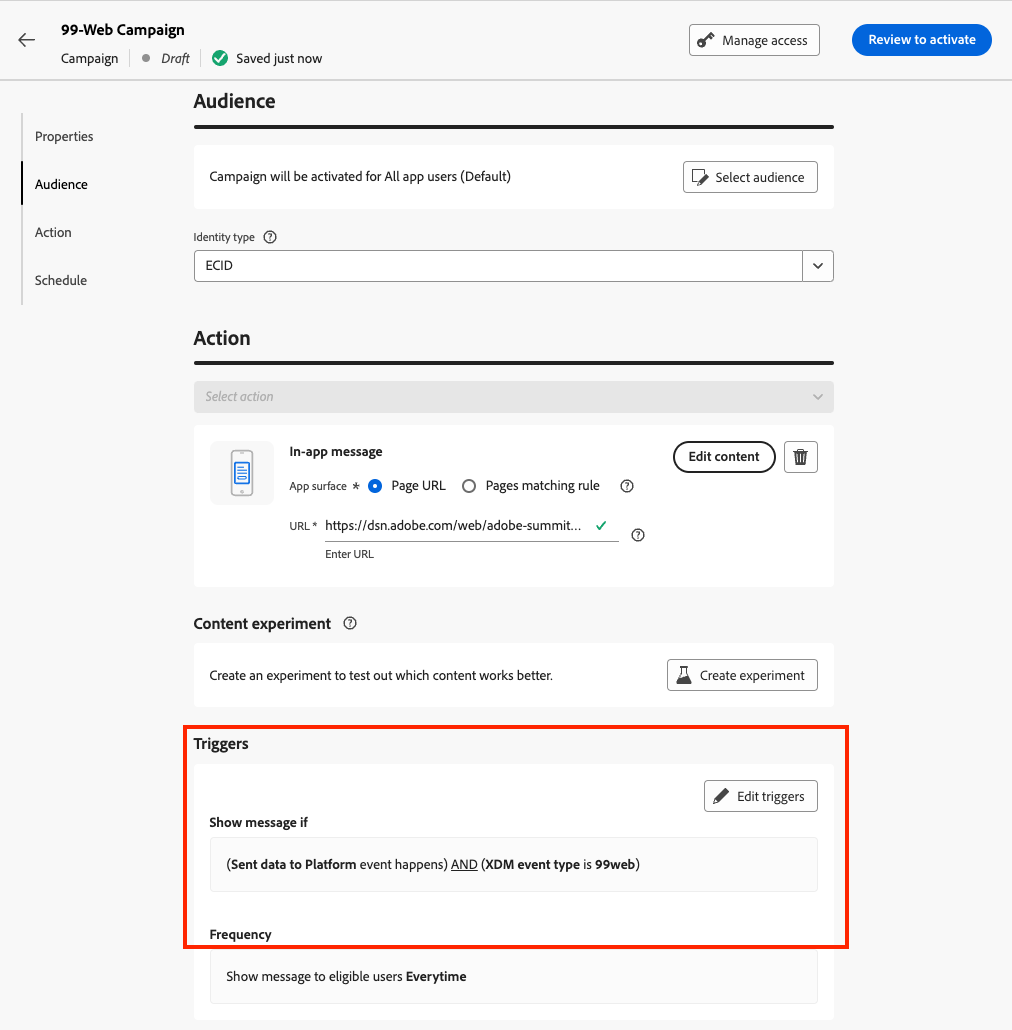 99-Web Campaign
Campaign
Draft
Saved just now
Manage access
Review to activate
Properties
Audience
Action
Schedule
Audience
Campaign will be activated for All app users (Default)
Select audience
Identity type
ECID
Action
Select action
In-app message
Edit content
App surface *
Page URL
Pages matching rule
URL * https://dsn.adobe.com/web/adobe-summit...
Enter URL
Content experiment
Create an experiment to test out which content works better.
Create experiment
Triggers
Edit triggers
Show message if
(Sent data to Platform event happens) AND (XDM event type is 99web)
Frequency
Show message to eligible users Everytime